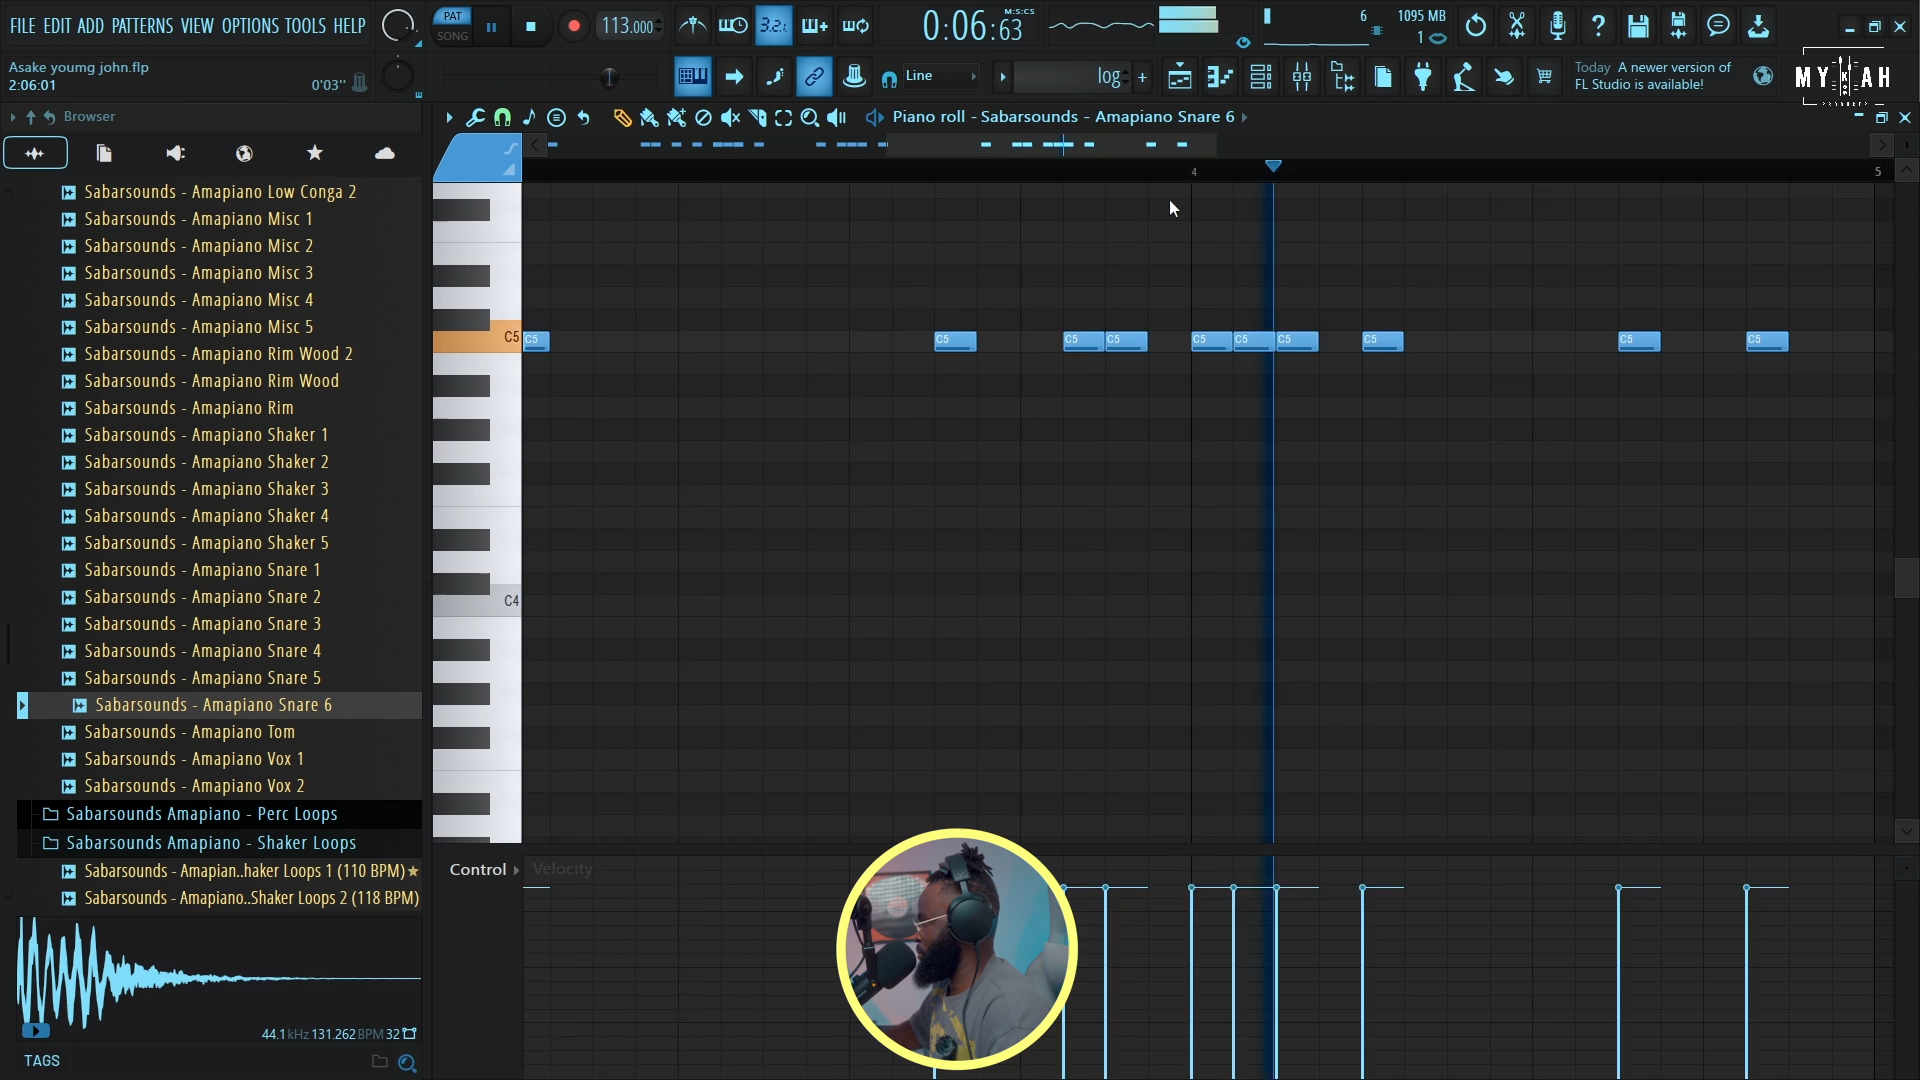 FILE EDIT ADD PATTERNS VIEW OPTIONS TOOLS HELP
PAT
SONG
113.000
3.2.1
0:06:63
M:S:CS
6
1095 MB
1
Asake youmg john.flp
2:06:01
0'03''
Line
log
Today A newer version of
FL Studio is available!
MYKAH
Browser
Piano roll - Sabarsounds - Amapiano Snare 6
4
5
Sabarsounds - Amapiano Low Conga 2
Sabarsounds - Amapiano Misc 1
Sabarsounds - Amapiano Misc 2
Sabarsounds - Amapiano Misc 3
Sabarsounds - Amapiano Misc 4
Sabarsounds - Amapiano Misc 5
Sabarsounds - Amapiano Rim Wood 2
Sabarsounds - Amapiano Rim Wood
Sabarsounds - Amapiano Rim
Sabarsounds - Amapiano Shaker 1
Sabarsounds - Amapiano Shaker 2
Sabarsounds - Amapiano Shaker 3
Sabarsounds - Amapiano Shaker 4
Sabarsounds - Amapiano Shaker 5
Sabarsounds - Amapiano Snare 1
Sabarsounds - Amapiano Snare 2
Sabarsounds - Amapiano Snare 3
Sabarsounds - Amapiano Snare 4
Sabarsounds - Amapiano Snare 5
Sabarsounds - Amapiano Snare 6
Sabarsounds - Amapiano Tom
Sabarsounds - Amapiano Vox 1
Sabarsounds - Amapiano Vox 2
Sabarsounds Amapiano - Perc Loops
Sabarsounds Amapiano - Shaker Loops
Sabarsounds - Amapian..haker Loops 1 (110 BPM)
Sabarsounds - Amapiano..Shaker Loops 2 (118 BPM)
44.1kHz 131.262 BPM 32
TAGS
C5
C5 C5 C5 C5 C5 C5 C5 C5 C5 C5
C4
Control
Velocity